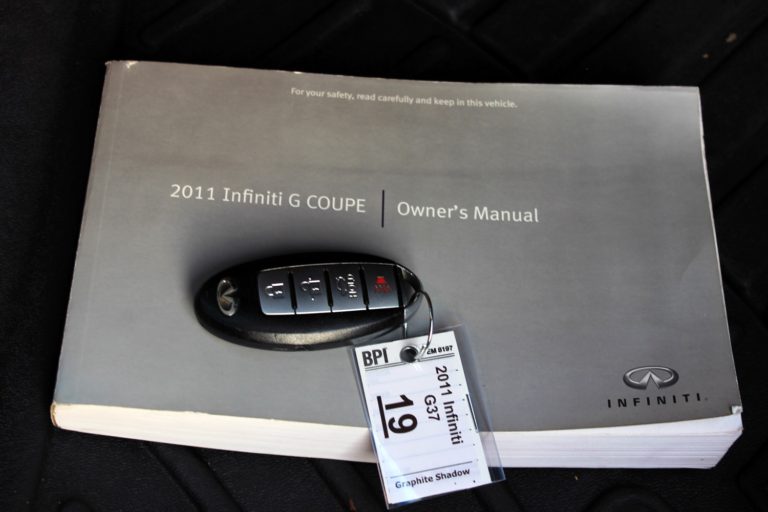 For your safety, read carefully and keep in this vehicle.
2011 Infiniti G COUPE | Owner's Manual
HOLD
BPI
2011 Infiniti
G37
19
Graphite Shadow
INFINITI